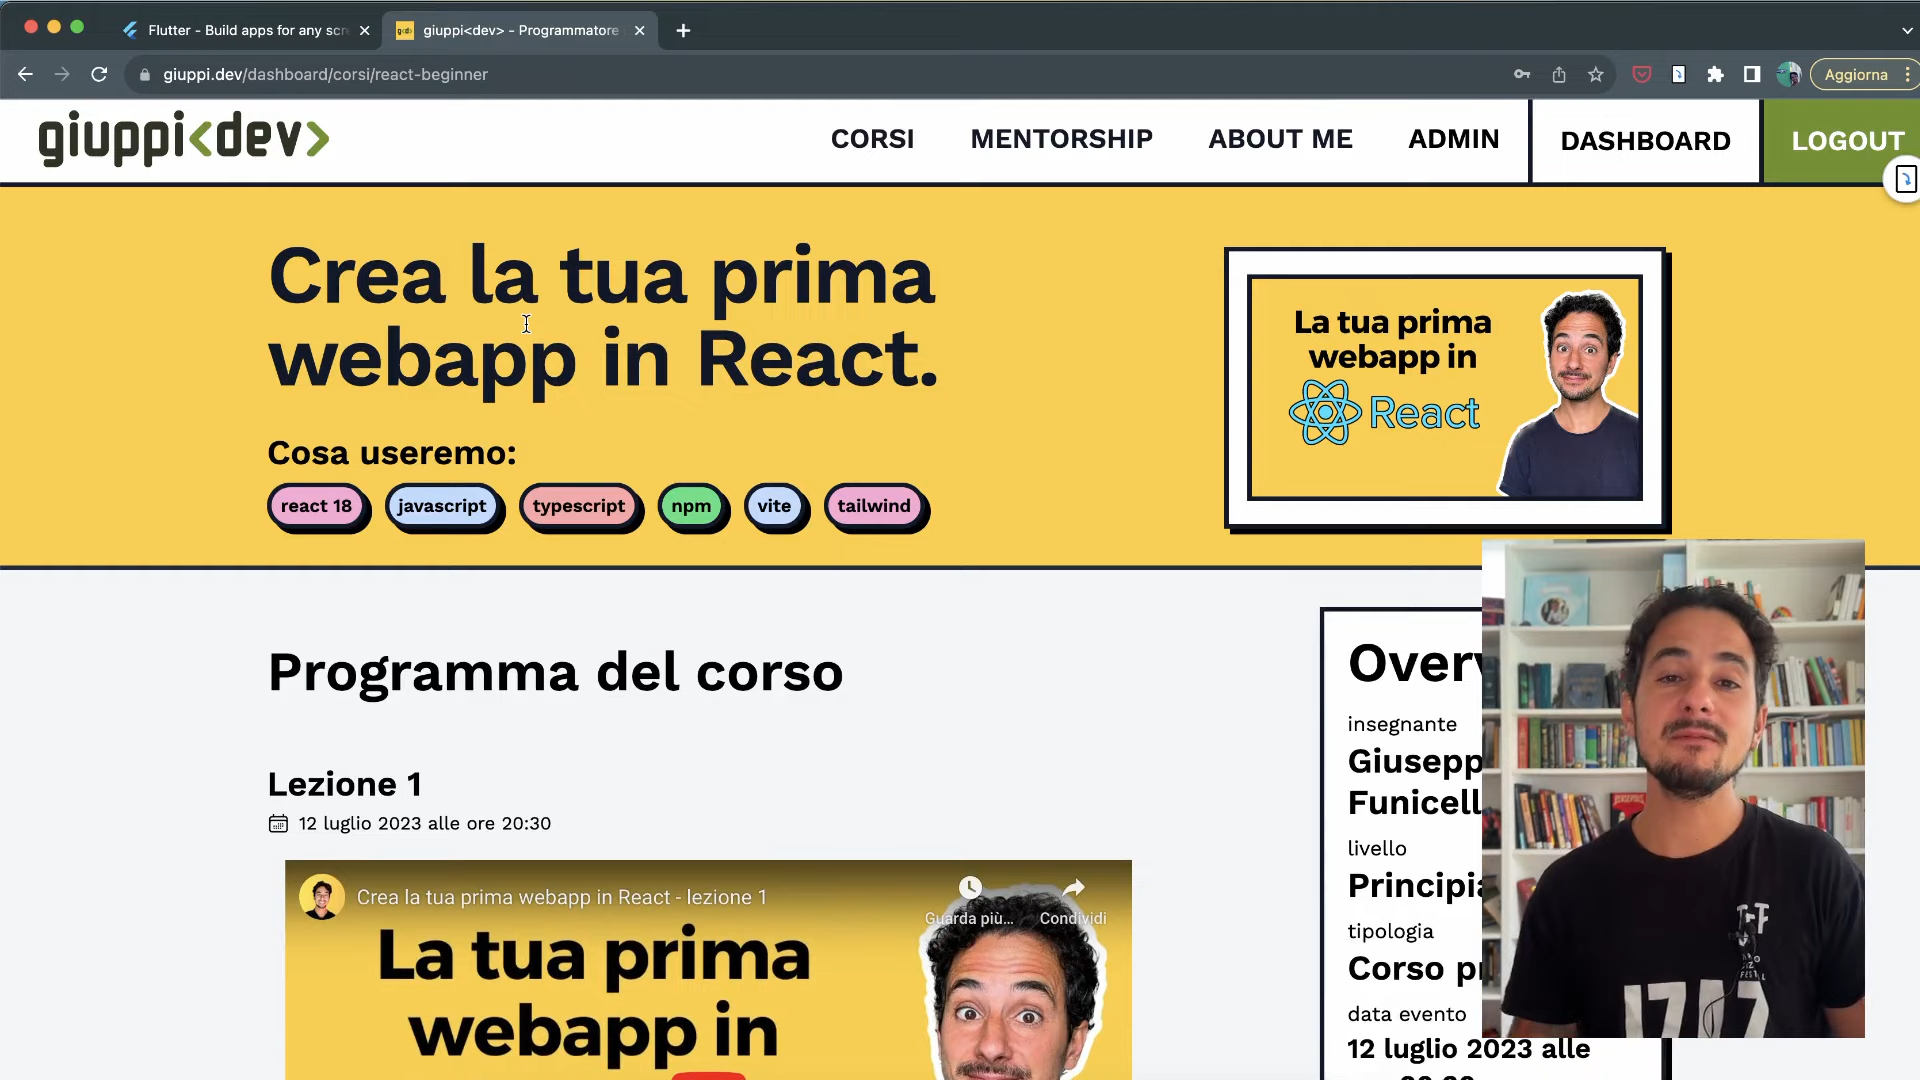 Flutter - Build apps for any scr
giuppi<dev> - Programmatore
giuppi.dev/dashboard/corsi/react-beginner
Aggiorna
giuppi<dev>
CORSI
MENTORSHIP
ABOUT ME
ADMIN
DASHBOARD
LOGOUT
Crea la tua prima
webapp in React.
Cosa useremo:
react 18
javascript
typescript
npm
vite
tailwind
La tua prima
webapp in
React
Programma del corso
Lezione 1
12 luglio 2023 alle ore 20:30
Crea la tua prima webapp in React - lezione 1
Guarda più...
Condividi
La tua prima
webapp in
Overv
insegnante
Giusepp
Funicell
livello
Principia
tipologia
Corso pr
data evento
12 luglio 2023 alle